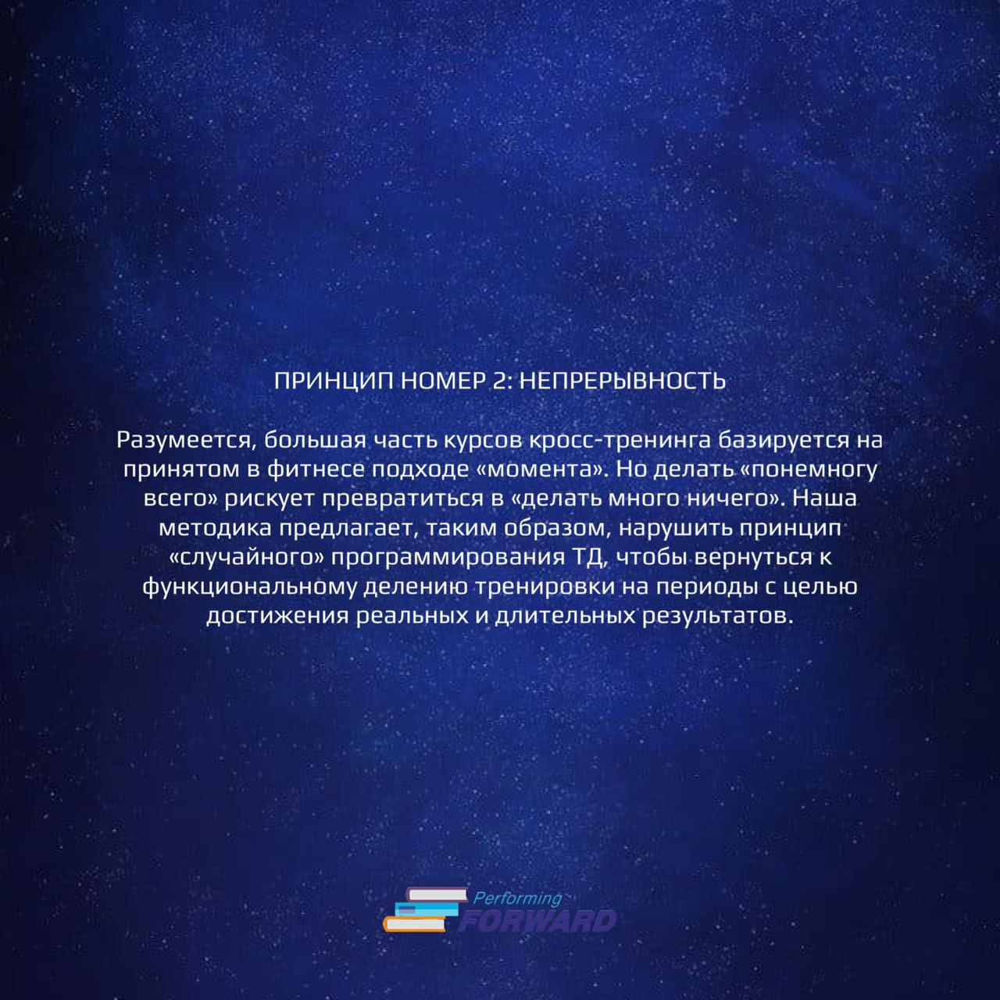 ПРИНЦИП НОМЕР 2: НЕПРЕРЫВНОСТЬ
Разумеется, большая часть курсов кросс-тренинга базируется на
принятом в фитнесе подходе «момента». Но делать «понемногу
всего» рискует превратиться в «делать много ничего». Наша
методика предлагает, таким образом, нарушить принцип
«случайного» программирования ТД, чтобы вернуться к
функциональному делению тренировки на периоды с целью
достижения реальных и длительных результатов.
Performing
FORWARD